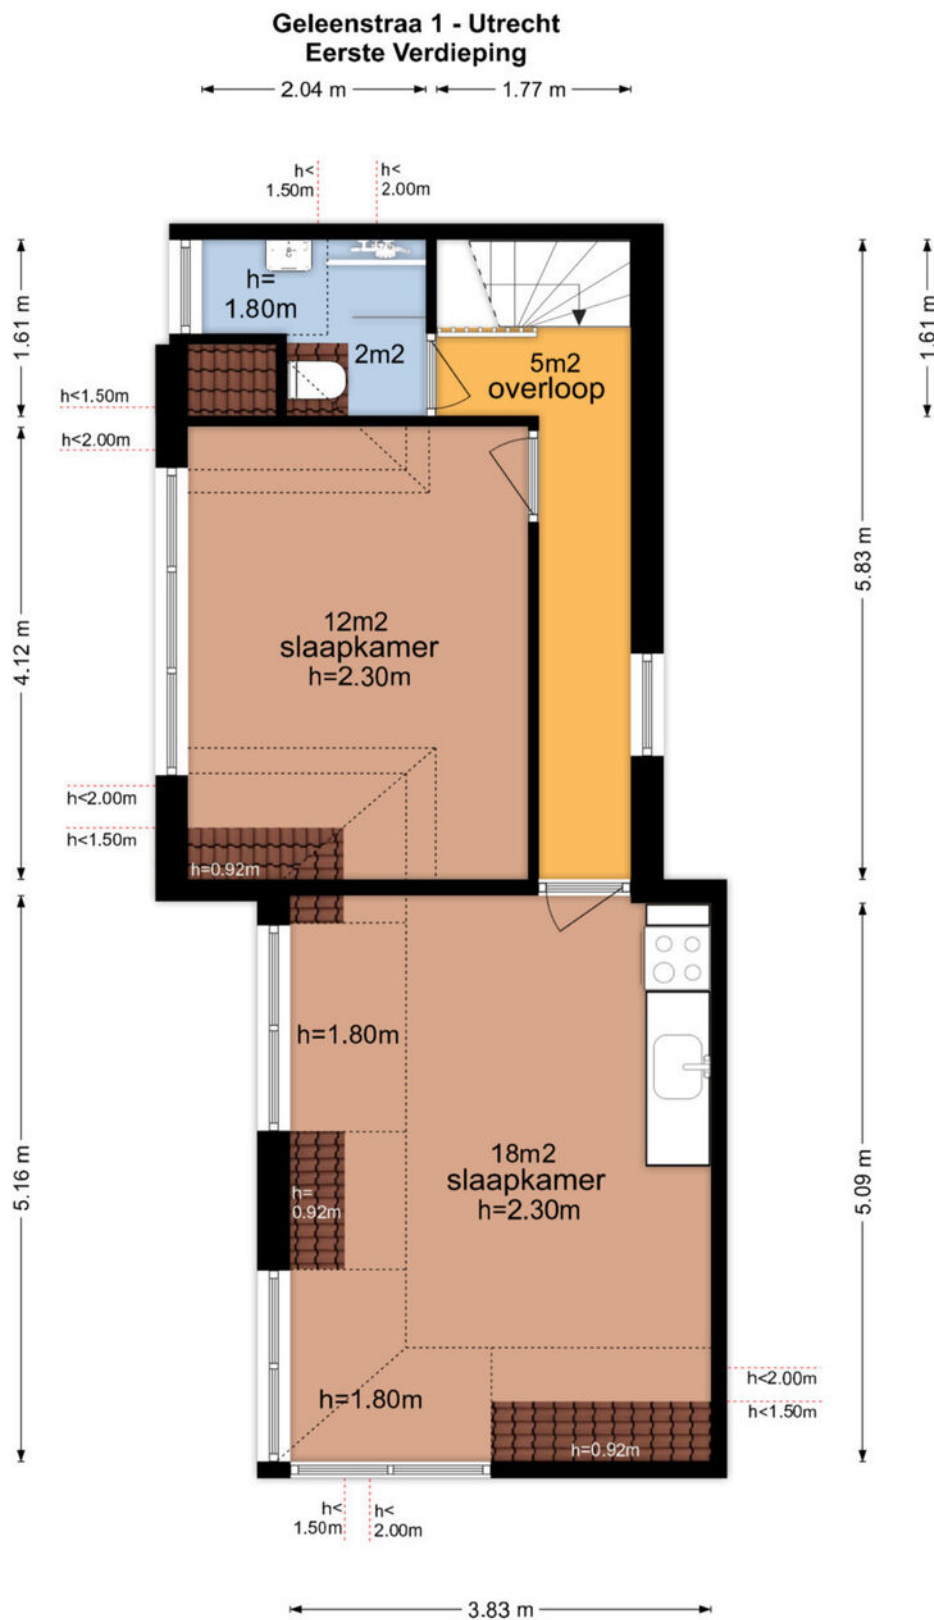 Geleenstraa 1 - Utrecht
Eerste Verdieping
2.04 m
1.77 m
h<
1.50m
h<
2.00m
h=
1.80m
2m2
5m2
overloop
1.61 m
1.61 m
h<1.50m
h<2.00m
12m2
slaapkamer
h=2.30m
4.12 m
5.83 m
h<2.00m
h<1.50m
h=0.92m
h=1.80m
h=
0.92m
18m2
slaapkamer
h=2.30m
5.16 m
5.09 m
h=1.80m
h=0.92m
h<2.00m
h<1.50m
h<
1.50m
h<
2.00m
3.83 m